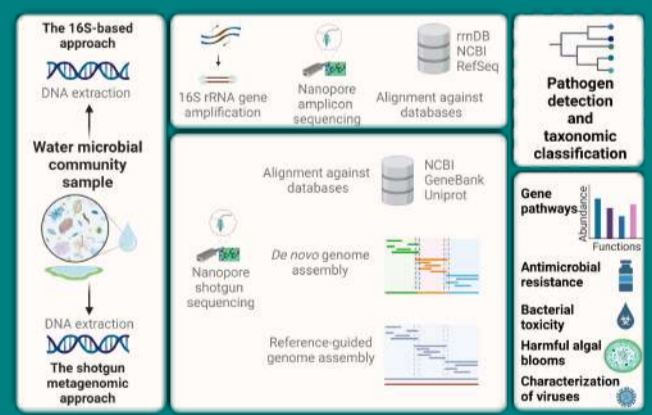 The 16S-based
approach
DNA extraction
Water microbial
community
sample
DNA extraction
The shotgun
metagenomic
approach
16S rRNA gene
amplification
Nanopore
amplicon
sequencing
rrnDB
NCBI
RefSeq
Alignment against
databases
Nanopore
shotgun
sequencing
Alignment against
databases
NCBI
GeneBank
Uniprot
De novo genome
assembly
Reference-guided
genome assembly
Pathogen
detection
and
taxonomic
classification
Gene
pathways
Abundance
Functions
Antimicrobial
resistance
Bacterial
toxicity
Harmful algal
blooms
Characterization
of viruses